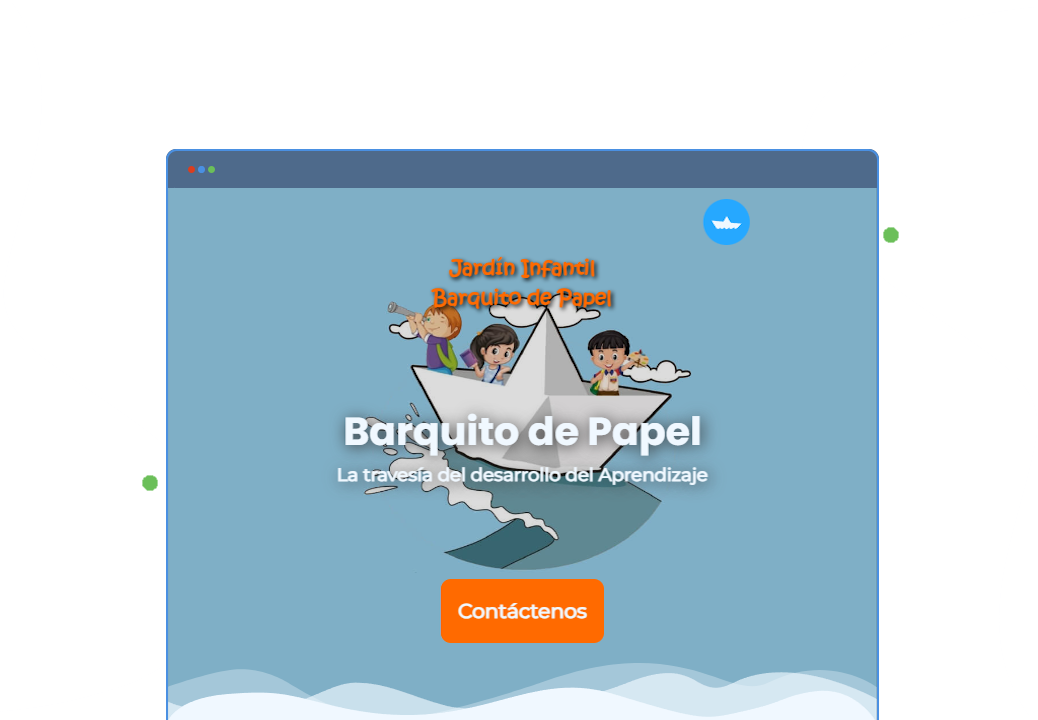 Jardín Infantil
Barquito de Papel
Barquito de Papel
La travesía del desarrollo del Aprendizaje
Contáctenos